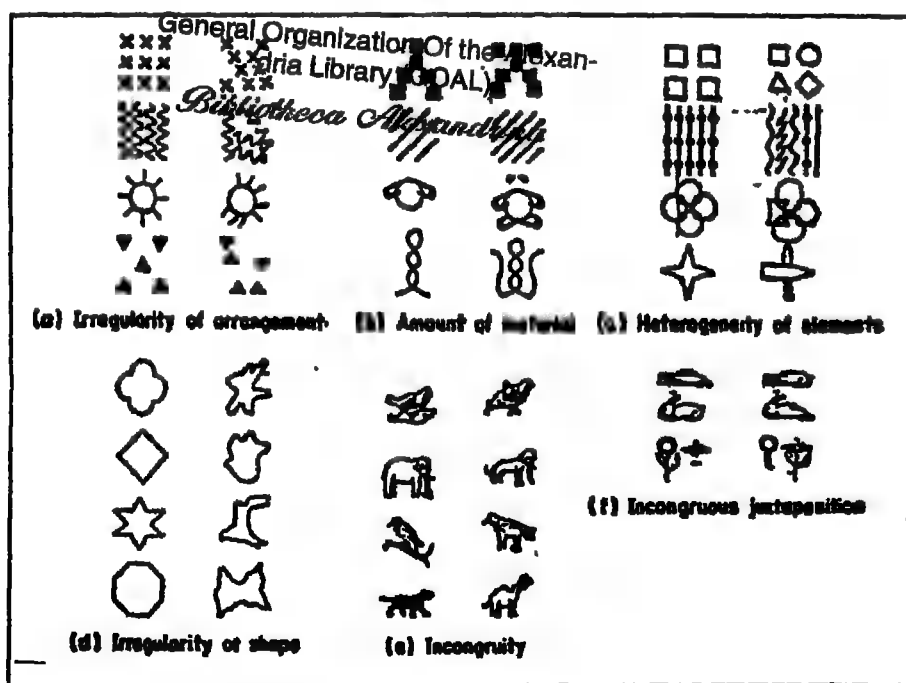 General Organization Of the Alexan-
dria Library (GOAL)
Bibliotheca Alexandrina
(a) Irregularity of arrangement
(b) Amount of material
(c) Heterogenerity of elements
(d) Irregularity of shape
(e) Incongruity
(f) Incongruous juxtaposition